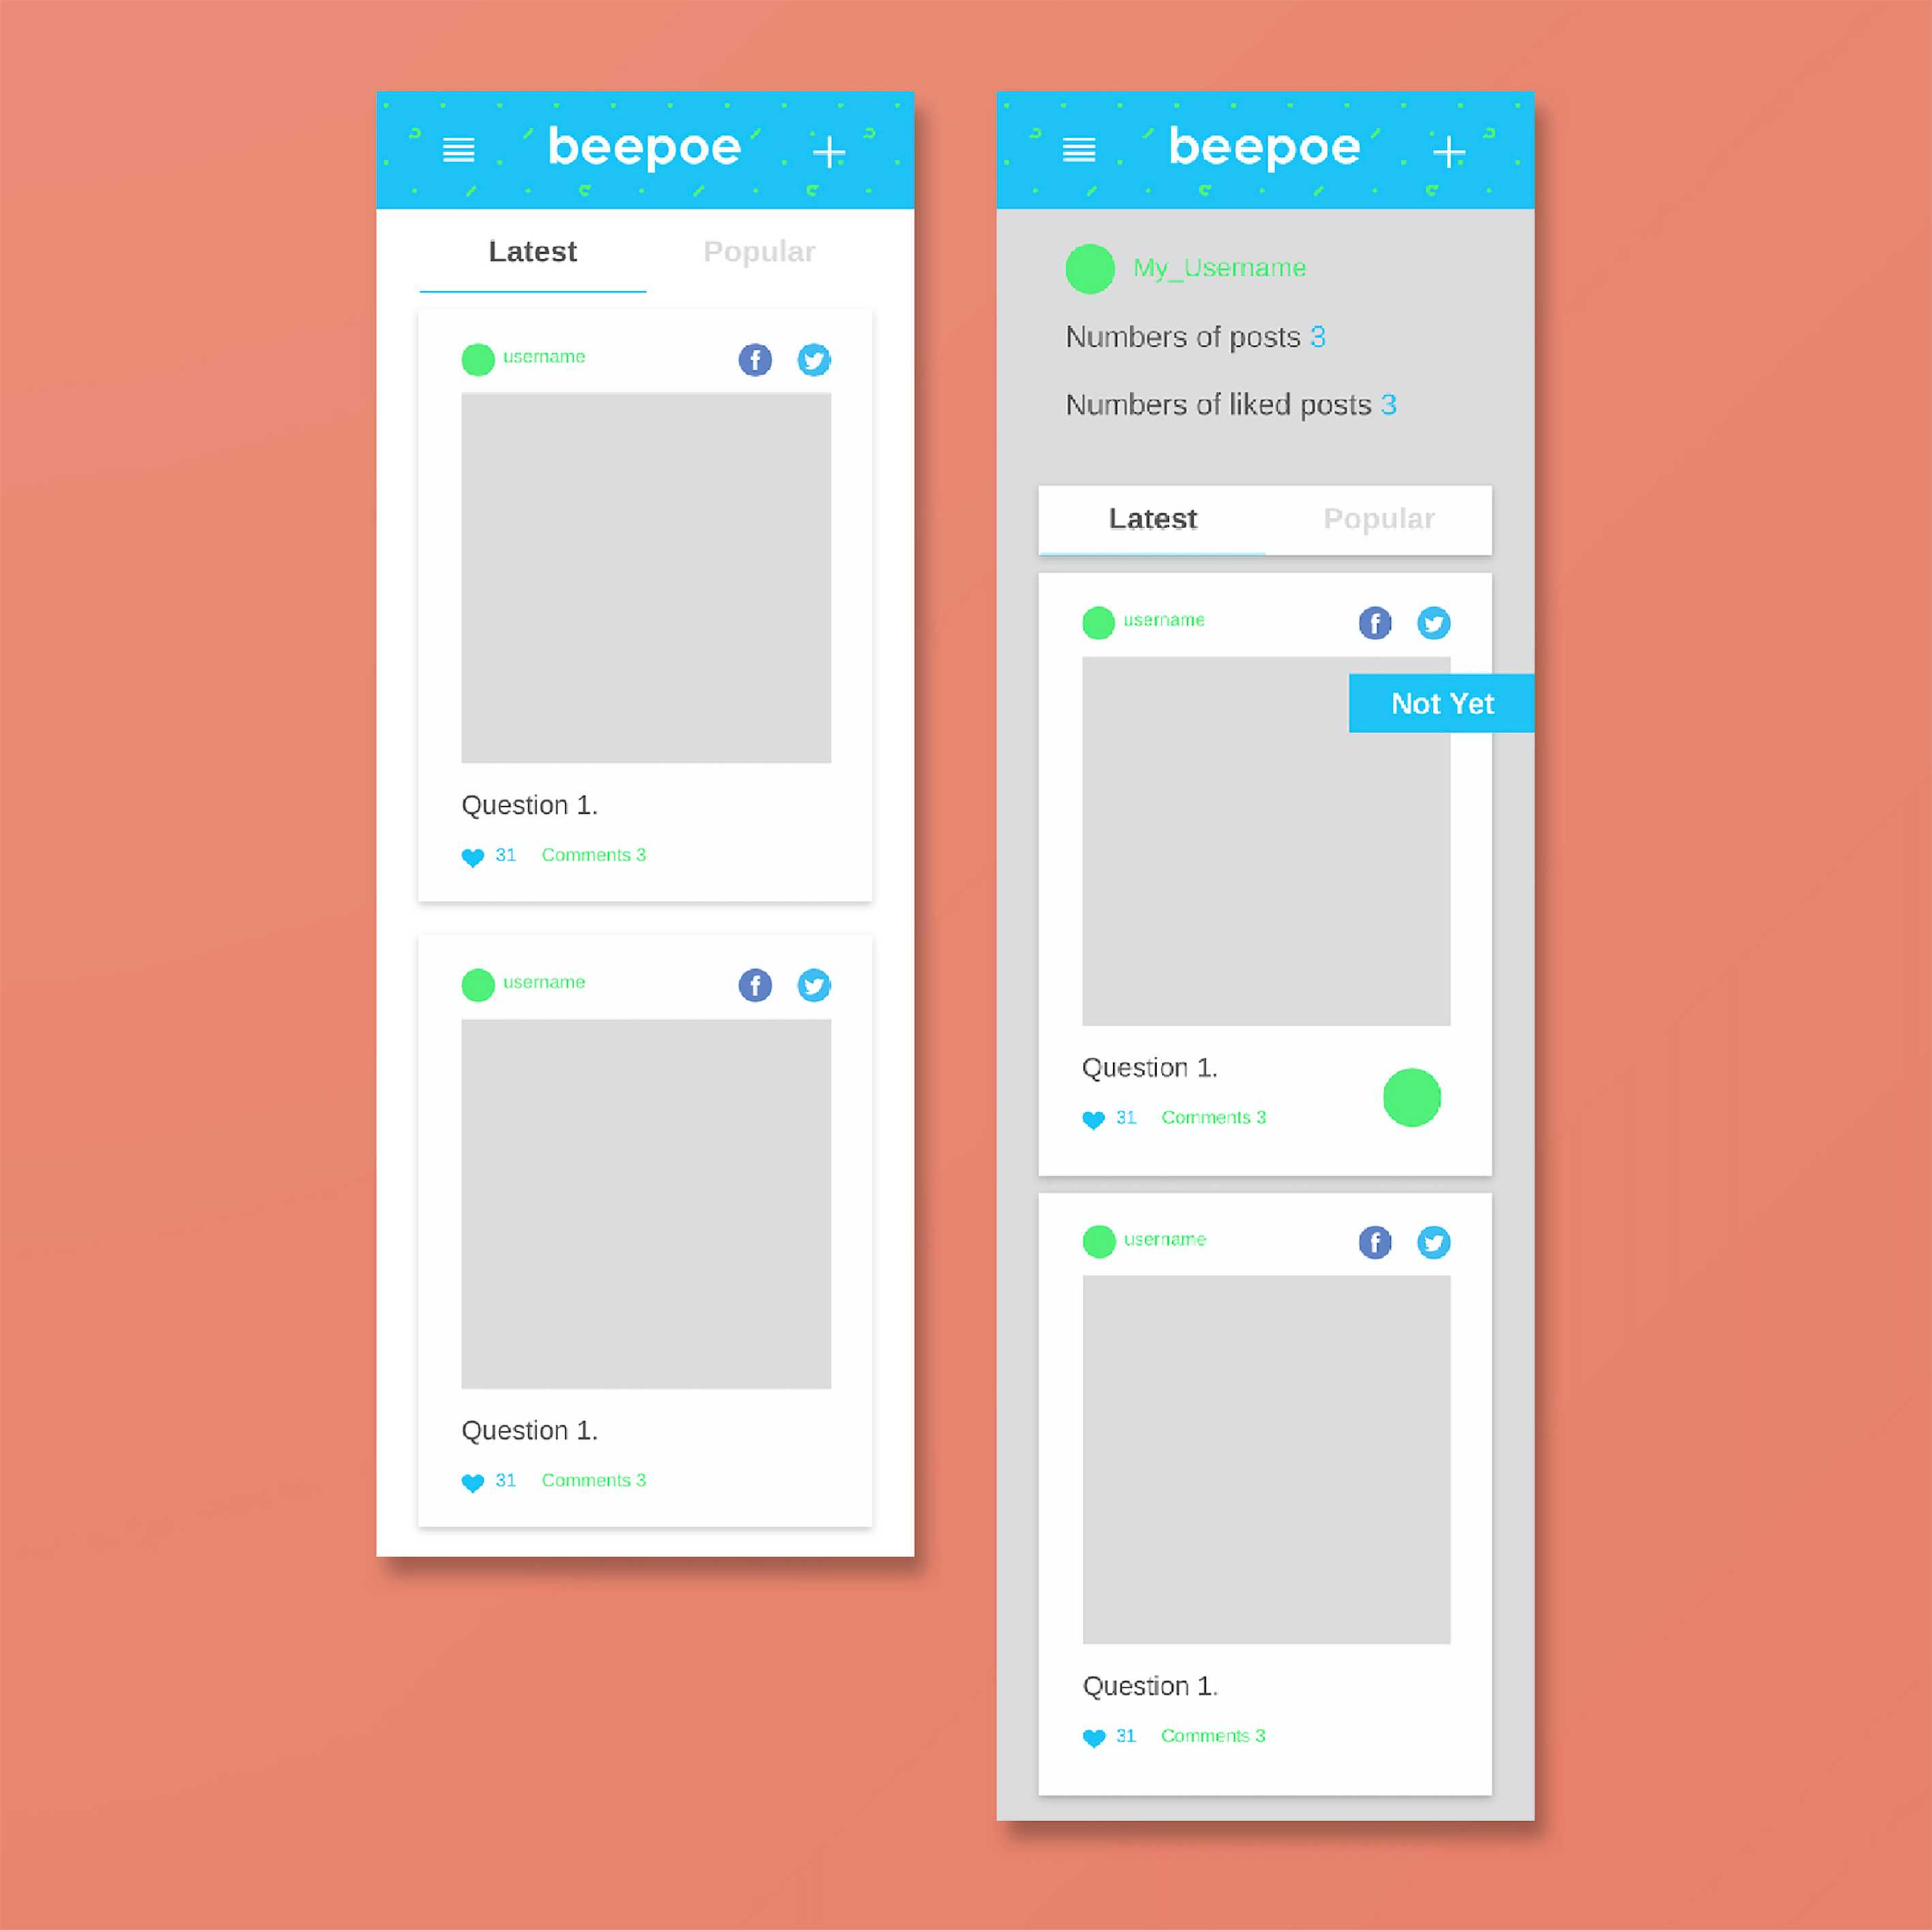 beepoe
Latest Popular
username
Question 1.
31 Comments 3
username
Question 1.
31 Comments 3
beepoe
My_Username
Numbers of posts 3
Numbers of liked posts 3
Latest Popular
username
Not Yet
Question 1.
31 Comments 3
username
Question 1.
31 Comments 3